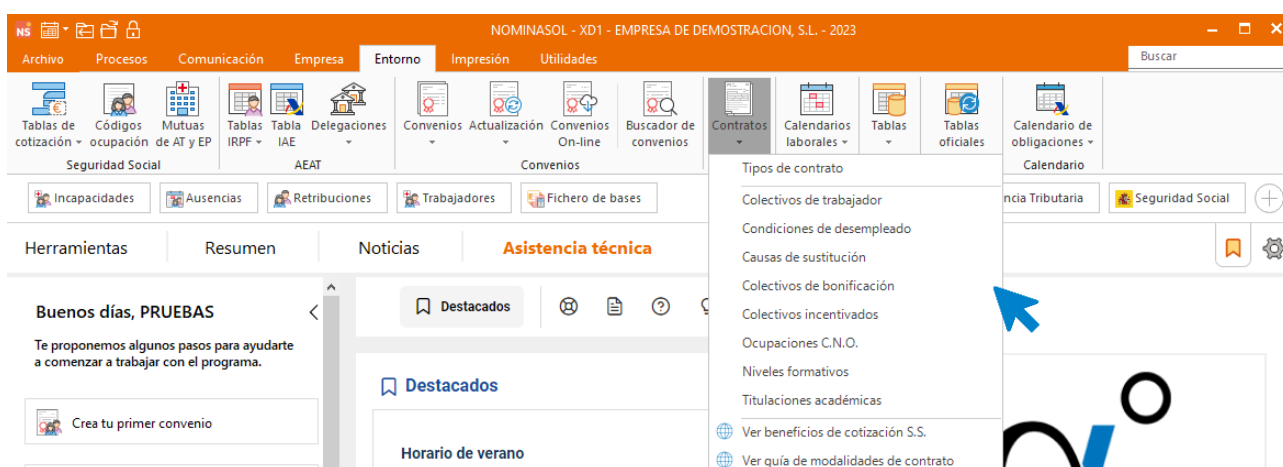 NS
NOMINASOL - XD1 - EMPRESA DE DEMOSTRACION, S.L. - 2023
Archivo Procesos Comunicación Empresa Entorno Impresión Utilidades Buscar
Tablas de cotización
Códigos ocupación
Mutuas de AT y EP
Tablas IRPF
Tabla IAE
Delegaciones
Convenios
Actualización
Convenios On-line
Buscador de convenios
Contratos
Calendarios laborales
Tablas
Tablas oficiales
Calendario de obligaciones
Seguridad Social AEAT Convenios Calendario
Incapacidades Ausencias Retribuciones Trabajadores Fichero de bases ncia Tributaria Seguridad Social
Herramientas Resumen Noticias Asistencia técnica
Tipos de contrato
Colectivos de trabajador
Condiciones de desempleado
Causas de sustitución
Colectivos de bonificación
Colectivos incentivados
Ocupaciones C.N.O.
Niveles formativos
Titulaciones académicas
Ver beneficios de cotización S.S.
Ver guía de modalidades de contrato
Buenos días, PRUEBAS
Te proponemos algunos pasos para ayudarte
a comenzar a trabajar con el programa.
Crea tu primer convenio
Destacados
Destacados
Horario de verano